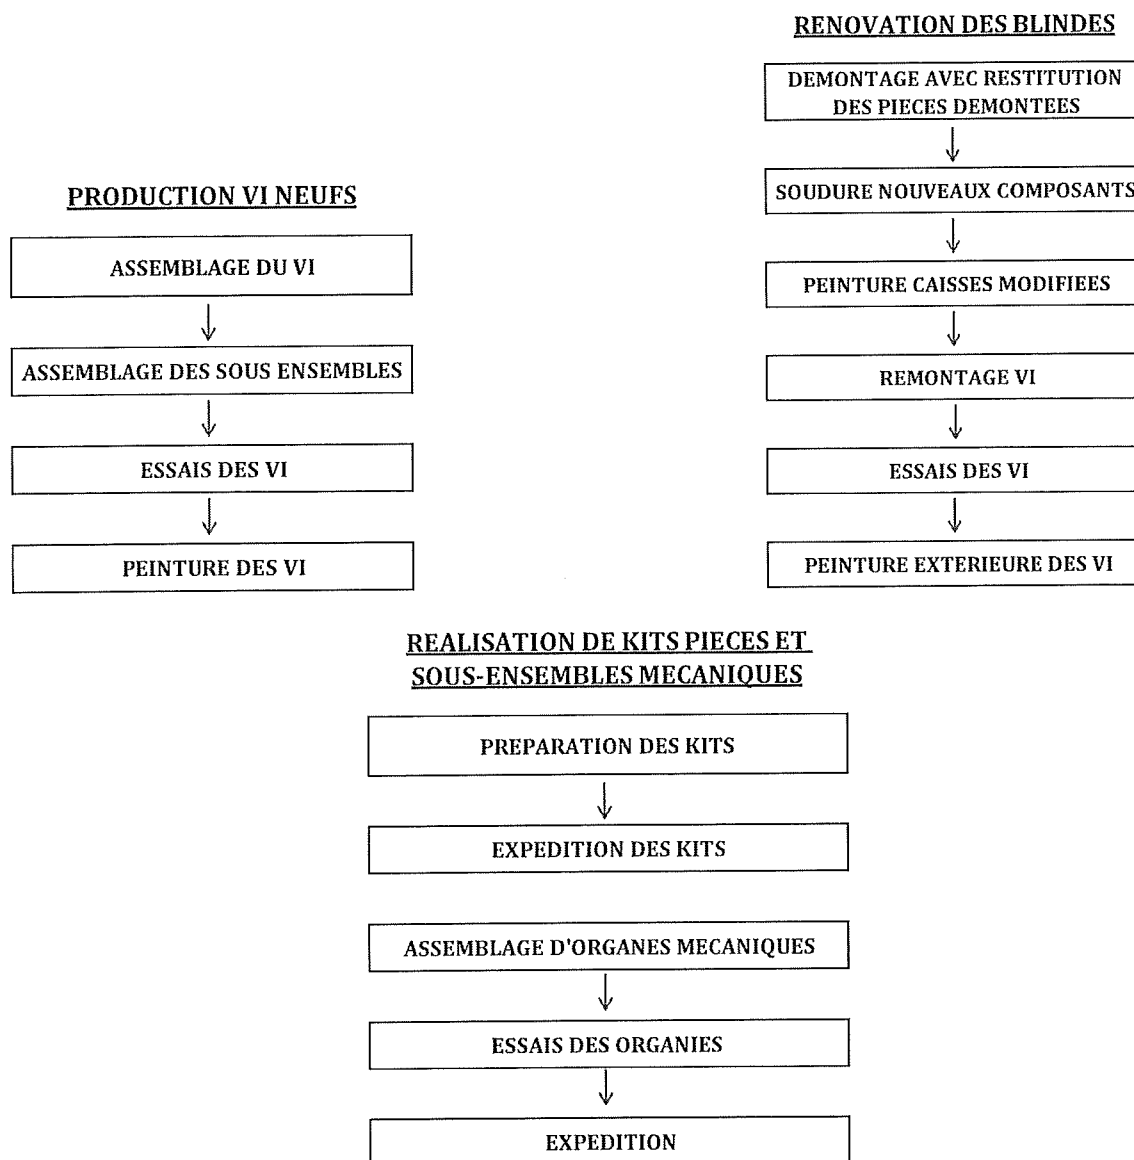 RENOVATION DES BLINDES
DEMONTAGE AVEC RESTITUTION
DES PIECES DEMONTEES
SOUDURE NOUVEAUX COMPOSANTS
PEINTURE CAISSES MODIFIEES
REMONTAGE VI
ESSAIS DES VI
PEINTURE EXTERIEURE DES VI
PRODUCTION VI NEUFS
ASSEMBLAGE DU VI
ASSEMBLAGE DES SOUS ENSEMBLES
ESSAIS DES VI
PEINTURE DES VI
REALISATION DE KITS PIECES ET
SOUS-ENSEMBLES MECANIQUES
PREPARATION DES KITS
EXPEDITION DES KITS
ASSEMBLAGE D'ORGANES MECANIQUES
ESSAIS DES ORGANIES
EXPEDITION